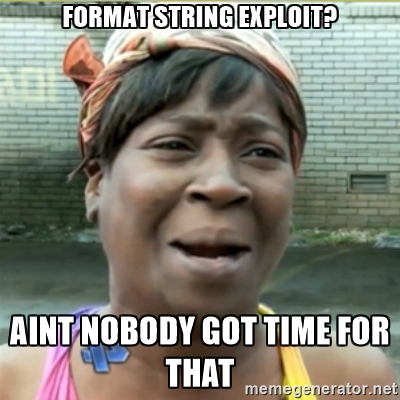 FORMAT STRING EXPLOIT?
AINT NOBODY GOT TIME FOR
THAT
memegenerator.net